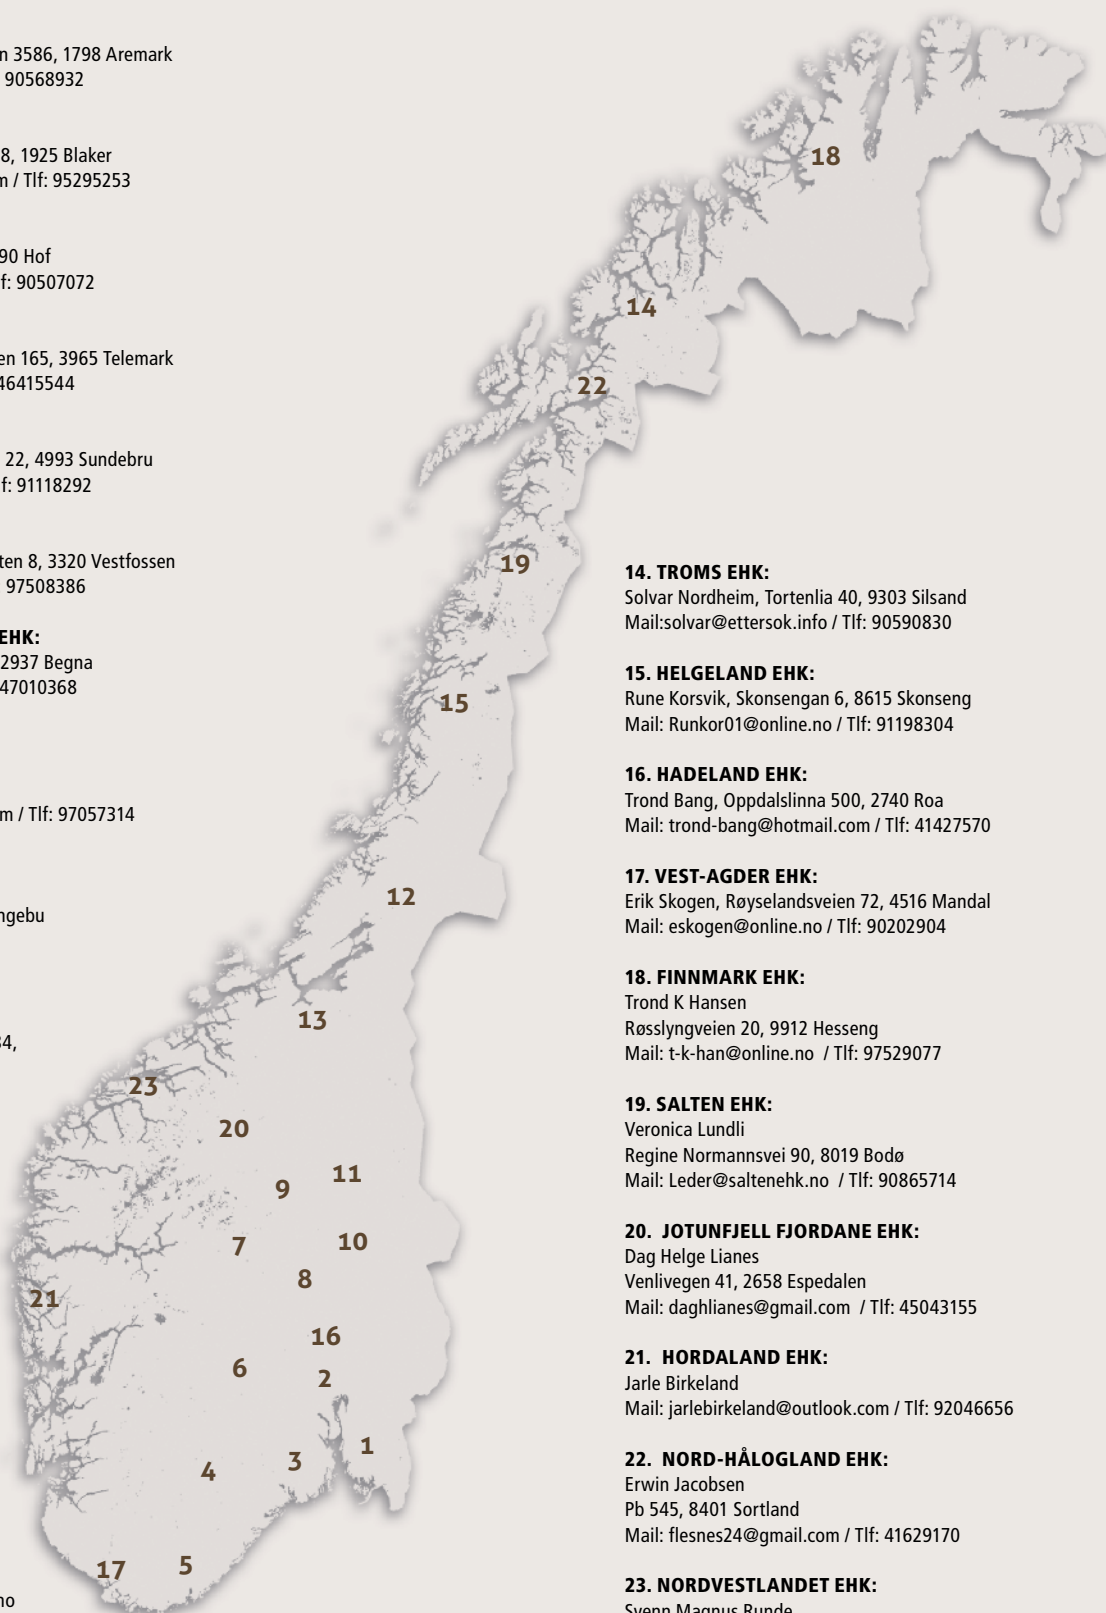 n 3586, 1798 Aremark
90568932
8, 1925 Blaker
m / Tlf: 95295253
90 Hof
f: 90507072
en 165, 3965 Telemark
46415544
22, 4993 Sundebru
f: 91118292
ten 8, 3320 Vestfossen
97508386
EHK:
2937 Begna
47010368
m / Tlf: 97057314
ngebu
34,
no
18
14
22
19
15
12
13
23
20
11
9
10
7
8
21
16
6
2
1
3
4
5
17
14. TROMS EHK:
Solvar Nordheim, Tortenlia 40, 9303 Silsand
Mail:solvar@ettersok.info / Tlf: 90590830
15. HELGELAND EHK:
Rune Korsvik, Skonsengan 6, 8615 Skonseng
Mail: Runkor01@online.no / Tlf: 91198304
16. HADELAND EHK:
Trond Bang, Oppdalslinna 500, 2740 Roa
Mail: trond-bang@hotmail.com / Tlf: 41427570
17. VEST-AGDER EHK:
Erik Skogen, Røyselandsveien 72, 4516 Mandal
Mail: eskogen@online.no / Tlf: 90202904
18. FINNMARK EHK:
Trond K Hansen
Røsslyngveien 20, 9912 Hesseng
Mail: t-k-han@online.no / Tlf: 97529077
19. SALTEN EHK:
Veronica Lundli
Regine Normannsvei 90, 8019 Bodø
Mail: Leder@saltenehk.no / Tlf: 90865714
20. JOTUNFJELL FJORDANE EHK:
Dag Helge Lianes
Venlivegen 41, 2658 Espedalen
Mail: daghlianes@gmail.com / Tlf: 45043155
21. HORDALAND EHK:
Jarle Birkeland
Mail: jarlebirkeland@outlook.com / Tlf: 92046656
22. NORD-HÅLOGLAND EHK:
Erwin Jacobsen
Pb 545, 8401 Sortland
Mail: flesnes24@gmail.com / Tlf: 41629170
23. NORDVESTLANDET EHK:
Svenn Magnus Runde